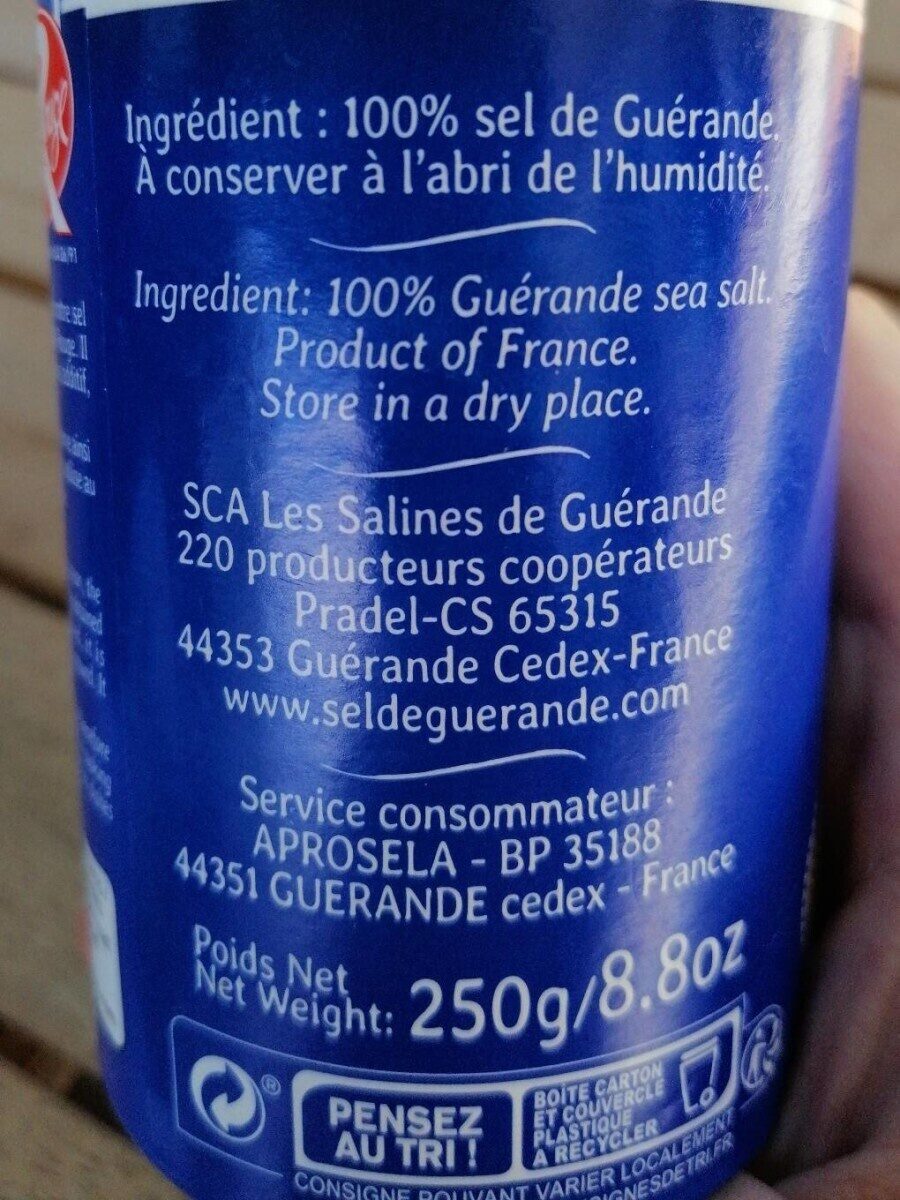 Ingrédient : 100% sel de Guérande.
À conserver à l'abri de l'humidité.
Ingredient: 100% Guérande sea salt.
Product of France.
Store in a dry place.
SCA Les Salines de Guérande
220 producteurs coopérateurs
Pradel-CS 65315
44353 Guérande Cedex-France
www.seldeguerande.com
Service consommateur :
APROSELA - BP 35188
44351 GUERANDE cedex - France
Poids Net
Net Weight: 250g/8.8oz
®
PENSEZ
AU TRI !
BOÎTE CARTON
ET COUVERCLE
PLASTIQUE
À RECYCLER
CONSIGNE POUVANT VARIER LOCALEMENT
sel
the